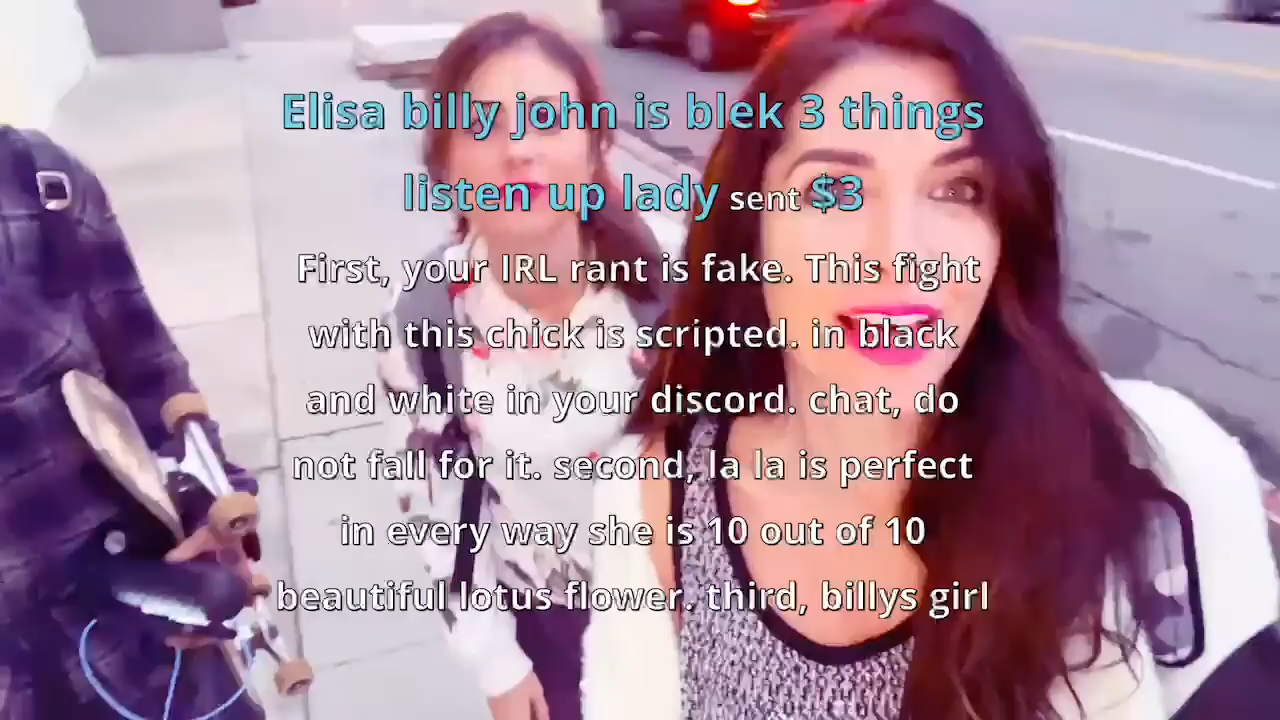 Elisa billy john is blek 3 things
listen up lady sent $3
First, your IRL rant is fake. This fight
with this chick is scripted. in black
and white in your discord. chat, do
not fall for it. second, la la is perfect
in every way she is 10 out of 10
beautiful lotus flower. third, billys girl